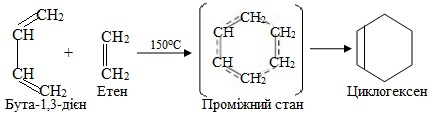 CH₂
CH
CH
CH₂
Бута-1,3-дієн
+
CH₂
CH₂
Етен
150°C
CH₂
CH
CH₂
CH
CH₂
CH₂
Проміжний стан
Циклогексен